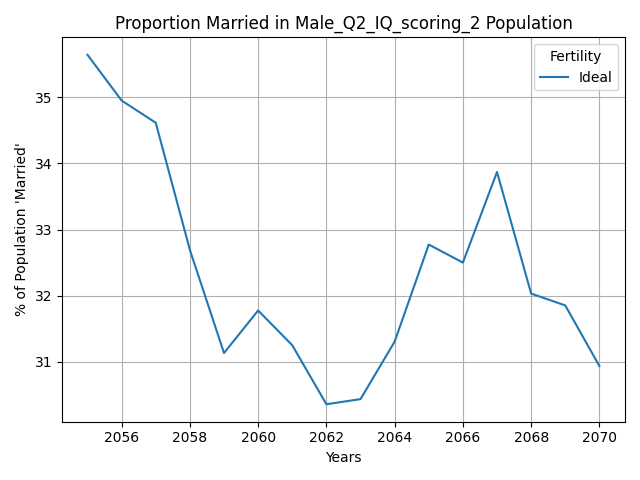 Proportion Married in Male_Q2_IQ_scoring_2 Population
Fertility
Ideal
% of Population 'Married'
35
34
33
32
31
2056 2058 2060 2062 2064 2066 2068 2070
Years